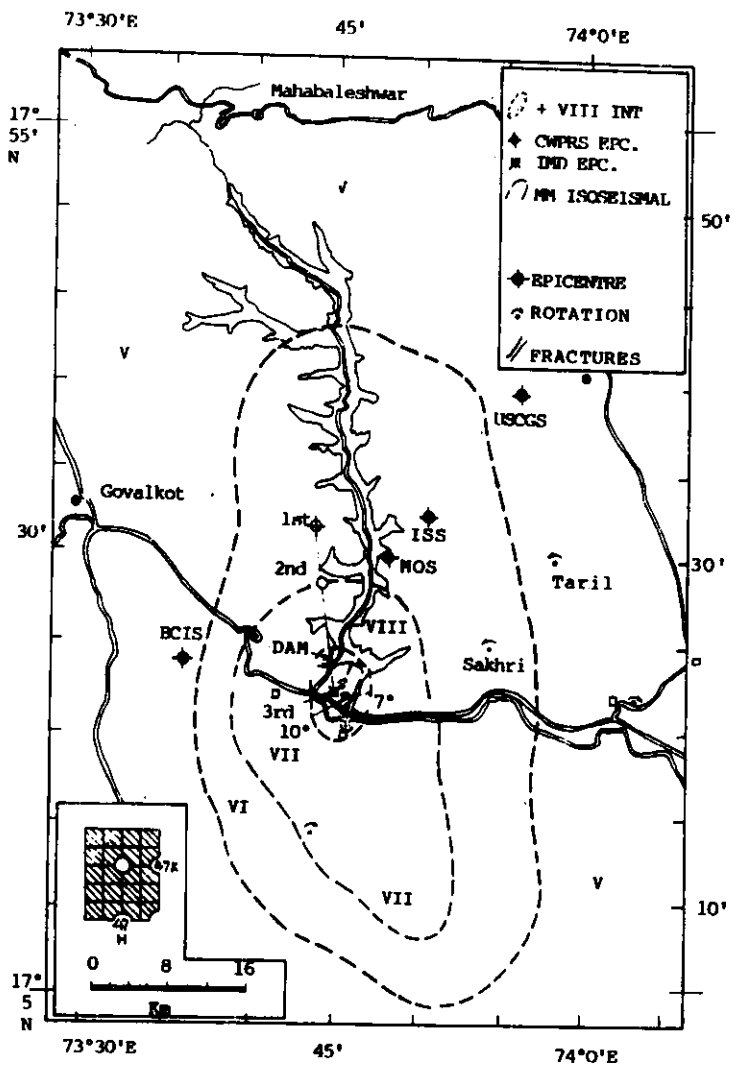 73°30'E 45' 74°0'E
Mahabaleshwar
17°
55'
N
+ VIII INT
CWPRS EPC.
IMD EPC.
MM ISOSEISMAL
EPICENTRE
ROTATION
FRACTURES
50'
V
V
USCGS
Govalkot
1st
ISS
30'
30'
2nd
MOS
Taril
VIII
BCIS
DAM
Sakhri
7°
3rd
10°
VII
VI
VII
V
47K
H
10'
0 8 16
Km
17°
5
N
73°30'E 45' 74°0'E